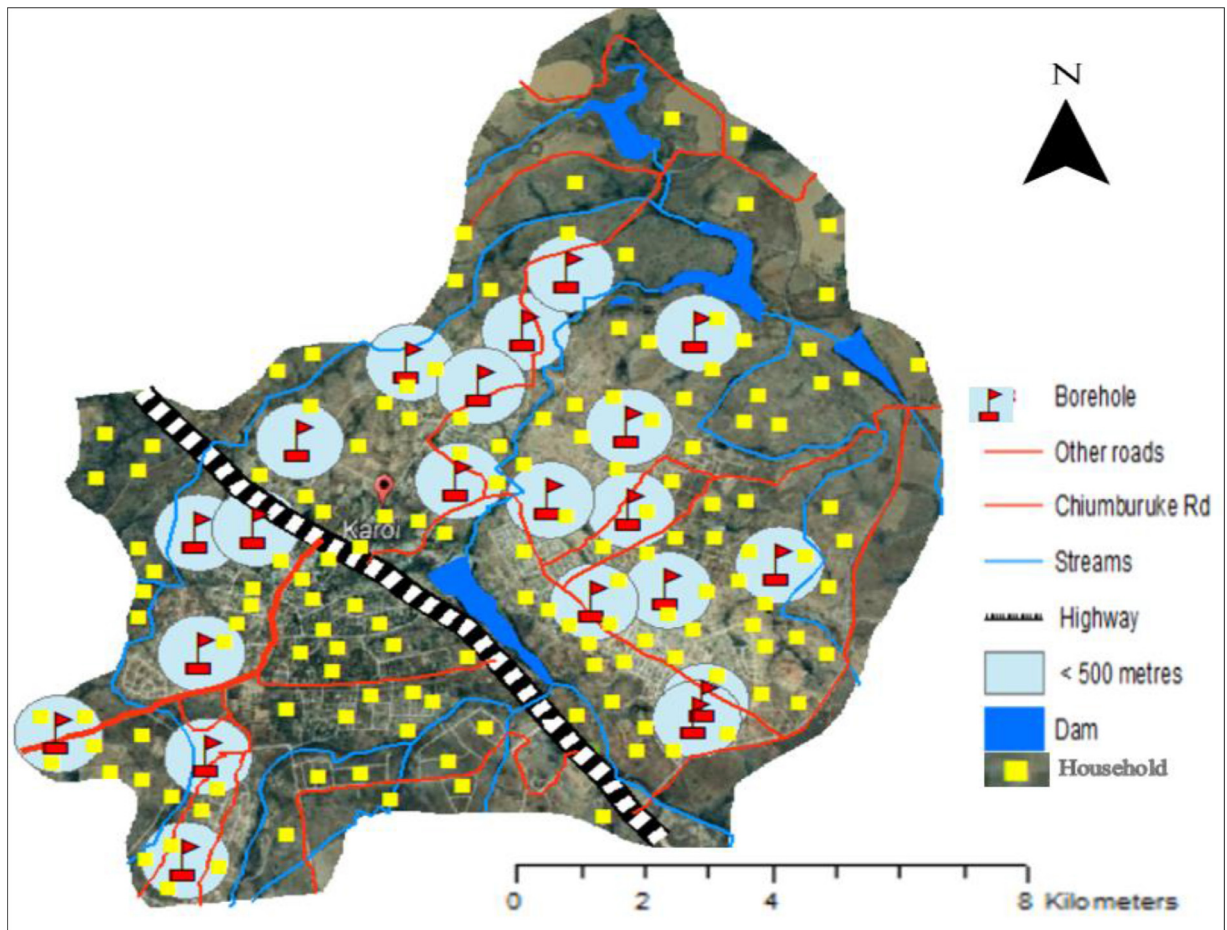 N
Karoi
Borehole
Other roads
Chiumburuke Rd
Streams
Highway
< 500 metres
Dam
Household
0 2 4 8 Kilometers